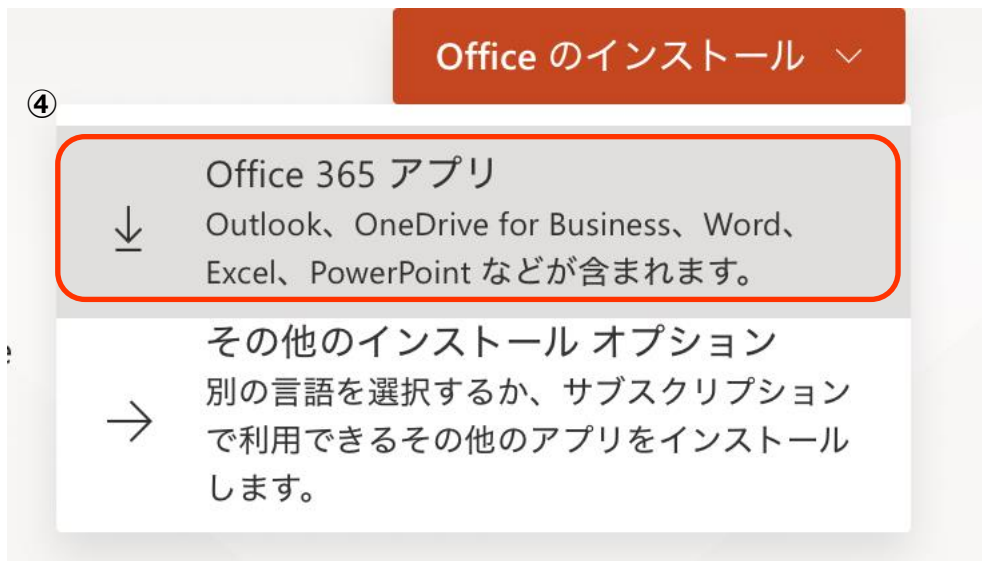 Office のインストール
④
Office 365 アプリ
Outlook、OneDrive for Business、Word、
Excel、PowerPoint などが含まれます。
その他のインストール オプション
別の言語を選択するか、サブスクリプション
で利用できるその他のアプリをインストール
します。